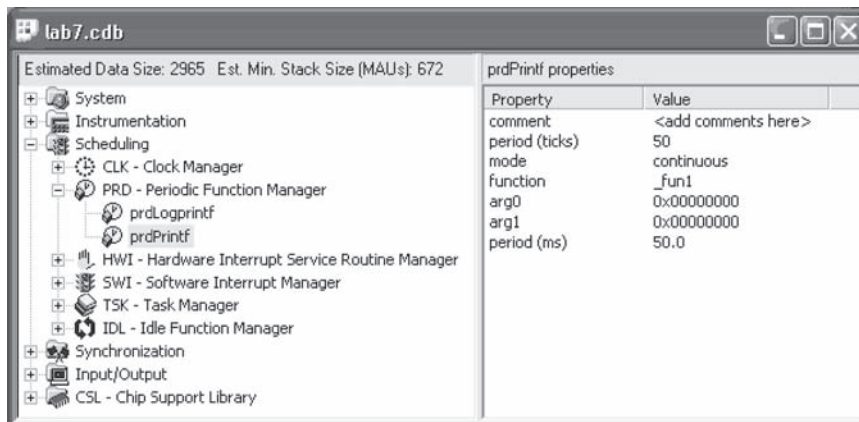 lab7.cdb
Estimated Data Size: 2965 Est. Min. Stack Size (MAUs): 672
System
Instrumentation
Scheduling
CLK - Clock Manager
PRD - Periodic Function Manager
prdLogprintf
prdPrintf
HWI - Hardware Interrupt Service Routine Manager
SWI - Software Interrupt Manager
TSK - Task Manager
IDL - Idle Function Manager
Synchronization
Input/Output
CSL - Chip Support Library
prdPrintf properties
Property Value
comment <add comments here>
period (ticks) 50
mode continuous
function _fun1
arg0 0x00000000
arg1 0x00000000
period (ms) 50.0